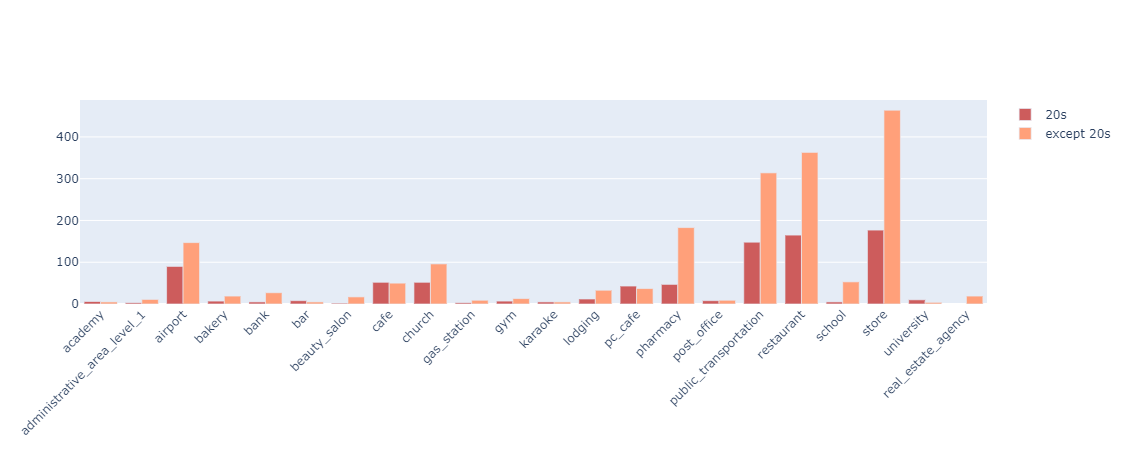 400
300
200
100
0
academy
administrative_area_level_1
airport
bakery
bank
bar
beauty_salon
cafe
church
gas_station
gym
karaoke
lodging
pc_cafe
pharmacy
post_office
public_transportation
restaurant
school
store
university
real_estate_agency
20s
except 20s